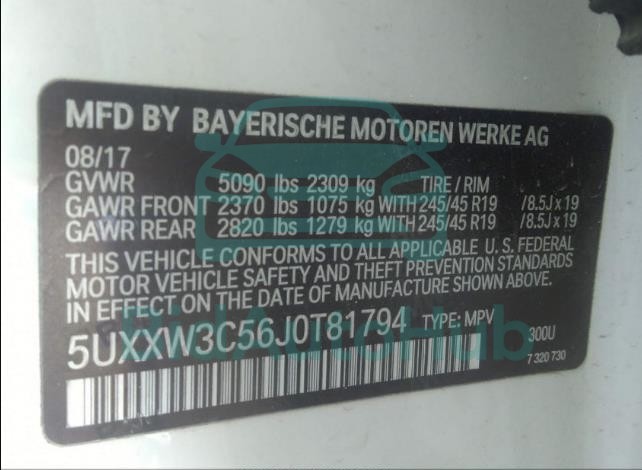 MFD BY BAYERISCHE MOTOREN WERKE AG
08/17
GVWR 5090 lbs 2309 kg TIRE / RIM
GAWR FRONT 2370 lbs 1075 kg WITH 245/45 R19 /8.5J x 19
GAWR REAR 2820 lbs 1279 kg WITH 245/45 R19 /8.5J x 19
THIS VEHICLE CONFORMS TO ALL APPLICABLE U. S. FEDERAL
MOTOR VEHICLE SAFETY AND THEFT PREVENTION STANDARDS
IN EFFECT ON THE DATE OF MANUFACTURE SHOWN ABOVE.
5UXXW3C56J0T81794 TYPE: MPV 300U
7 320 730